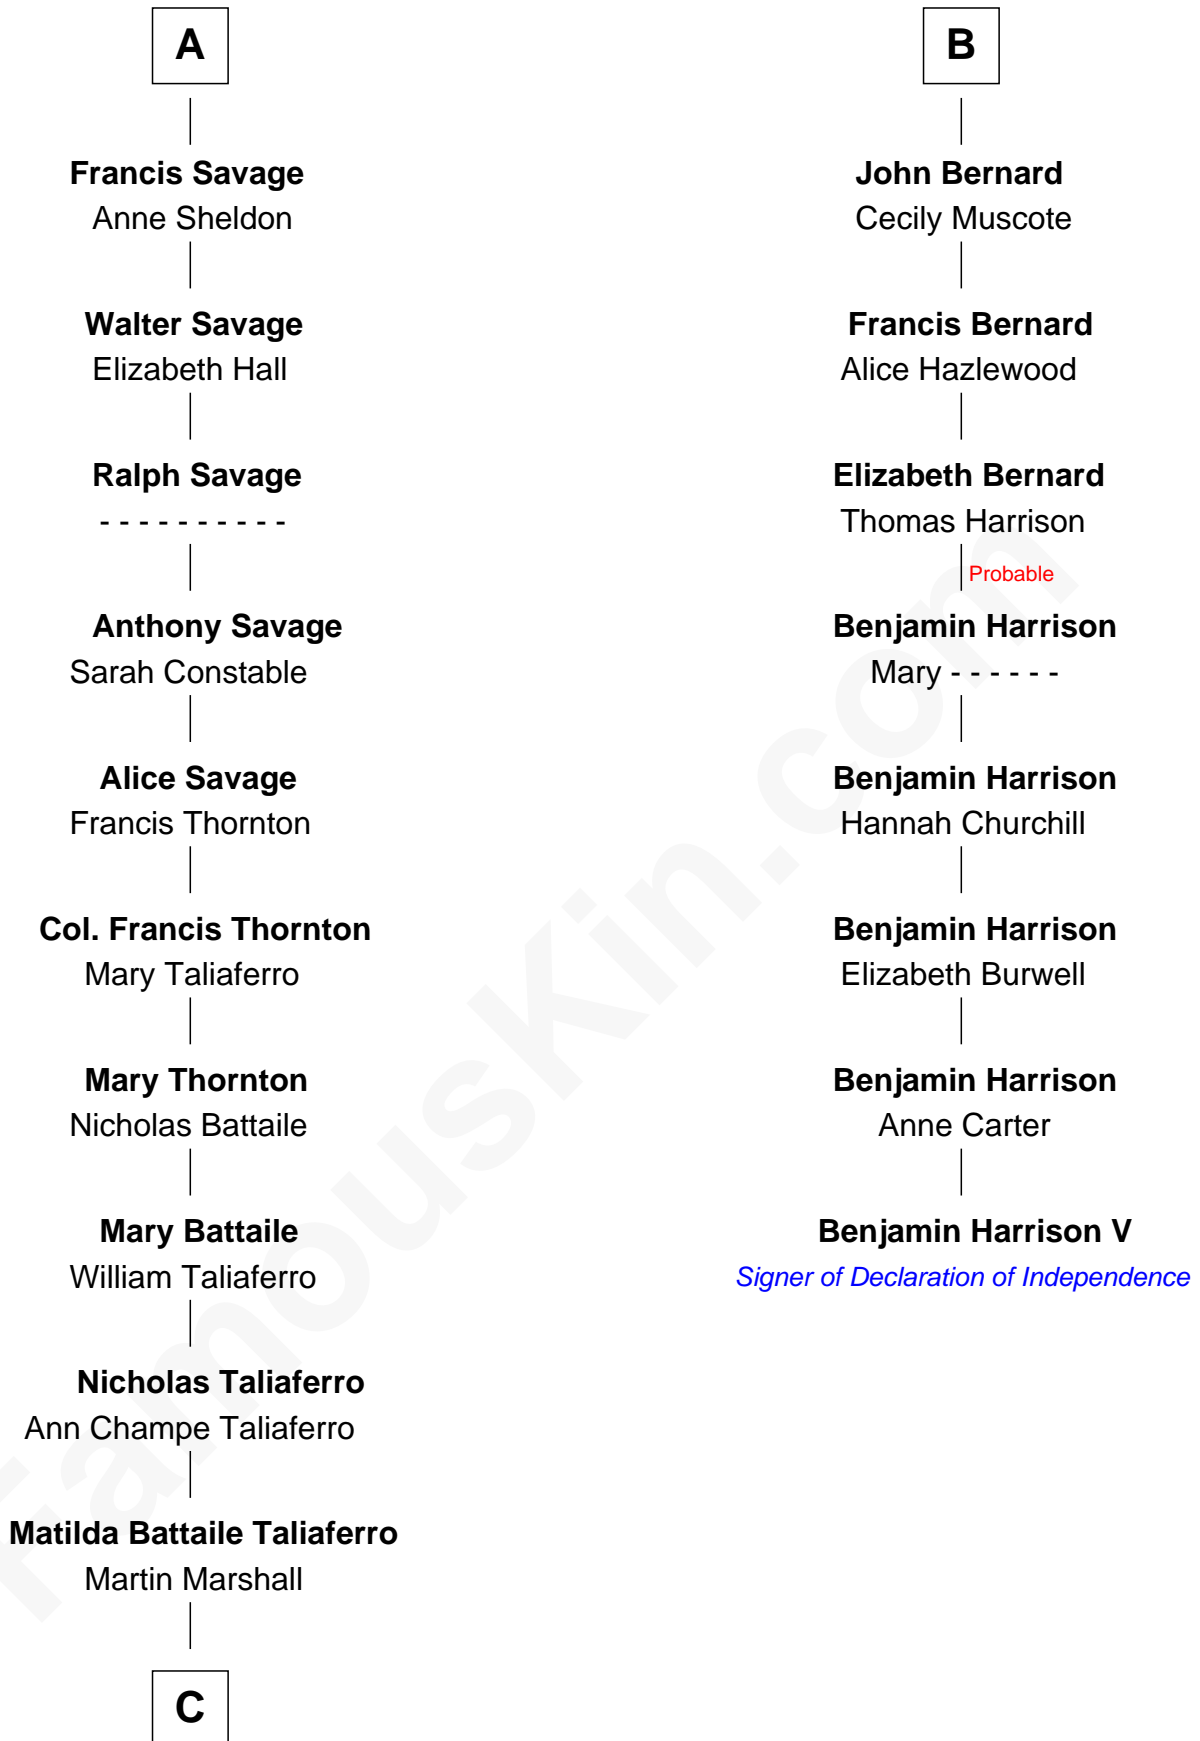 A
Francis Savage
Anne Sheldon
Walter Savage
Elizabeth Hall
Ralph Savage
- - - - - - - - - -
Anthony Savage
Sarah Constable
Alice Savage
Francis Thornton
Col. Francis Thornton
Mary Taliaferro
Mary Thornton
Nicholas Battaile
Mary Battaile
William Taliaferro
Nicholas Taliaferro
Ann Champe Taliaferro
Matilda Battaile Taliaferro
Martin Marshall
C
B
John Bernard
Cecily Muscote
Francis Bernard
Alice Hazlewood
Elizabeth Bernard
Thomas Harrison
Probable
Benjamin Harrison
Mary - - - - - -
Benjamin Harrison
Hannah Churchill
Benjamin Harrison
Elizabeth Burwell
Benjamin Harrison
Anne Carter
Benjamin Harrison V
Signer of Declaration of Independence
FamousKin.com